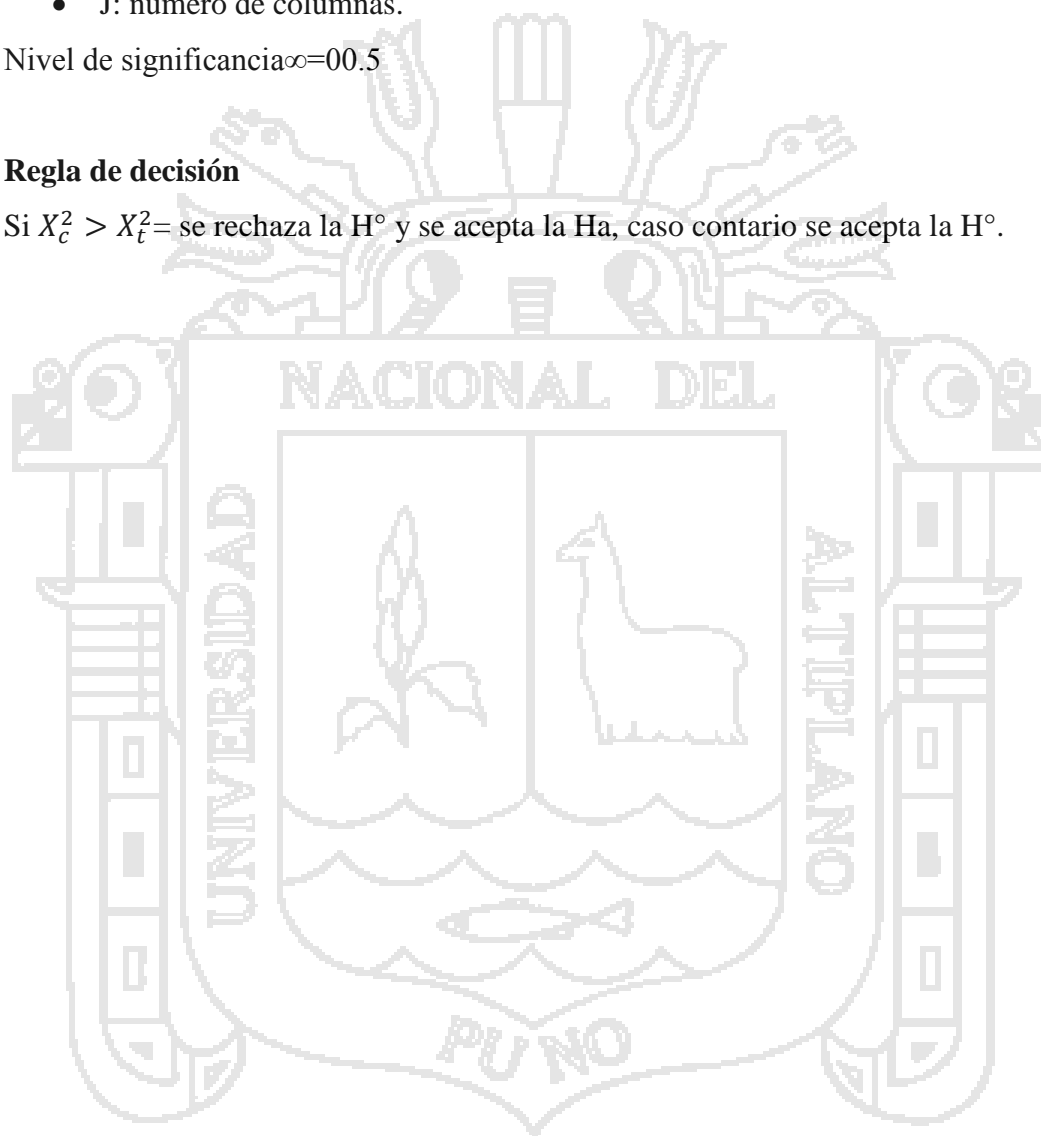 • J: número de columnas.
Nivel de significancia∞=00.5
Regla de decisión
Si $X_c^2 > X_t^2$= se rechaza la H° y se acepta la Ha, caso contario se acepta la H°.
NACIONAL DEL
UNIVERSIDAD
ALTIPLANO
PUNO